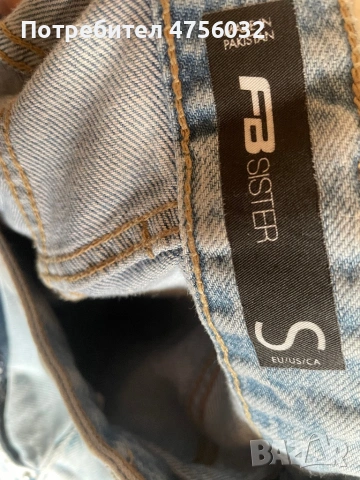 Потребител 4756032
PAKISTAN
FB
SISTER
S
EU/US/CA
BAZAR